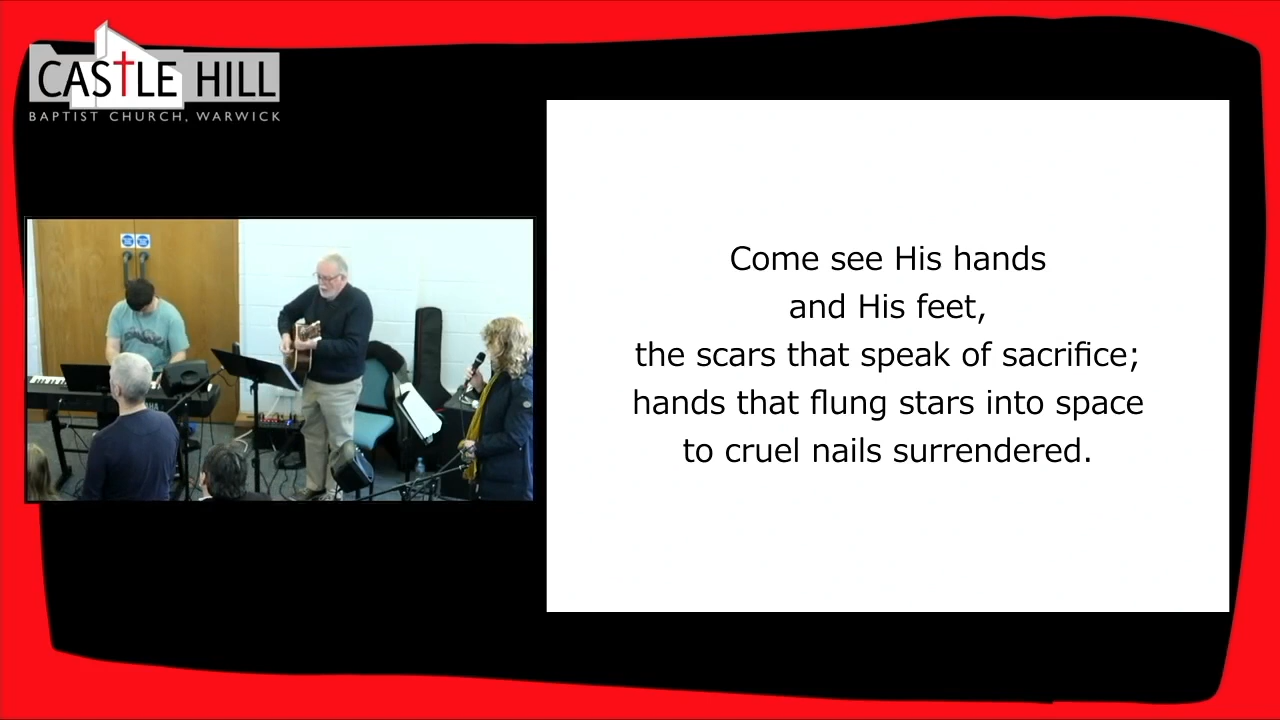 CASTLE HILL
BAPTIST CHURCH, WARWICK
Come see His hands
and His feet,
the scars that speak of sacrifice;
hands that flung stars into space
to cruel nails surrendered.